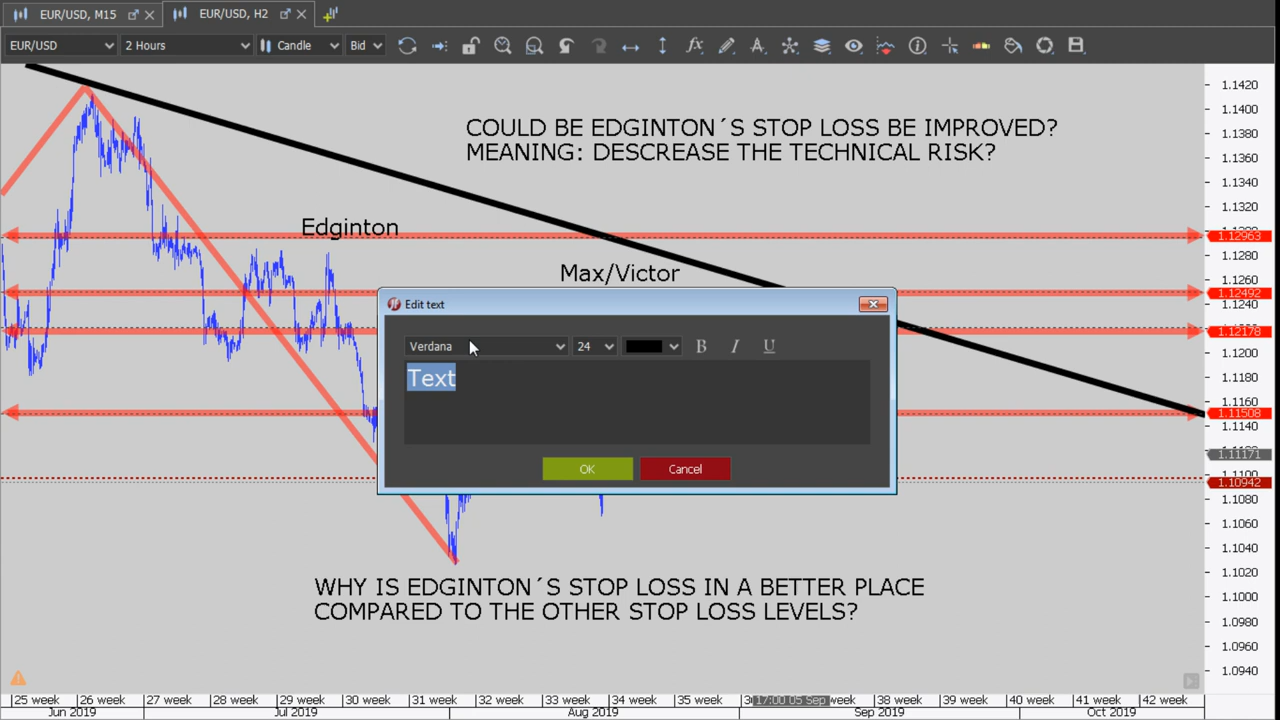 EUR/USD, M15
EUR/USD, H2
EUR/USD
2 Hours
Candle
Bid
COULD BE EDGINTON´S STOP LOSS BE IMPROVED?
MEANING: DESCREASE THE TECHNICAL RISK?
Edginton
Max/Victor
Edit text
Verdana
24
B I U
Text
OK
Cancel
WHY IS EDGINTON´S STOP LOSS IN A BETTER PLACE
COMPARED TO THE OTHER STOP LOSS LEVELS?
1.1420
1.1400
1.1380
1.1360
1.1340
1.1320
1.12963
1.1280
1.1260
1.12492
1.1240
1.12178
1.1200
1.1180
1.1160
1.11508
1.1140
1.11171
1.1100
1.10942
1.1080
1.1060
1.1040
1.1020
1.1000
1.0980
1.0960
1.0940
25 week
26 week
27 week
28 week
29 week
30 week
31 week
32 week
33 week
34 week
35 week
17:00 05 Sep
week
38 week
39 week
40 week
41 week
42 week
Jun 2019
Jul 2019
Aug 2019
Sep 2019
Oct 2019